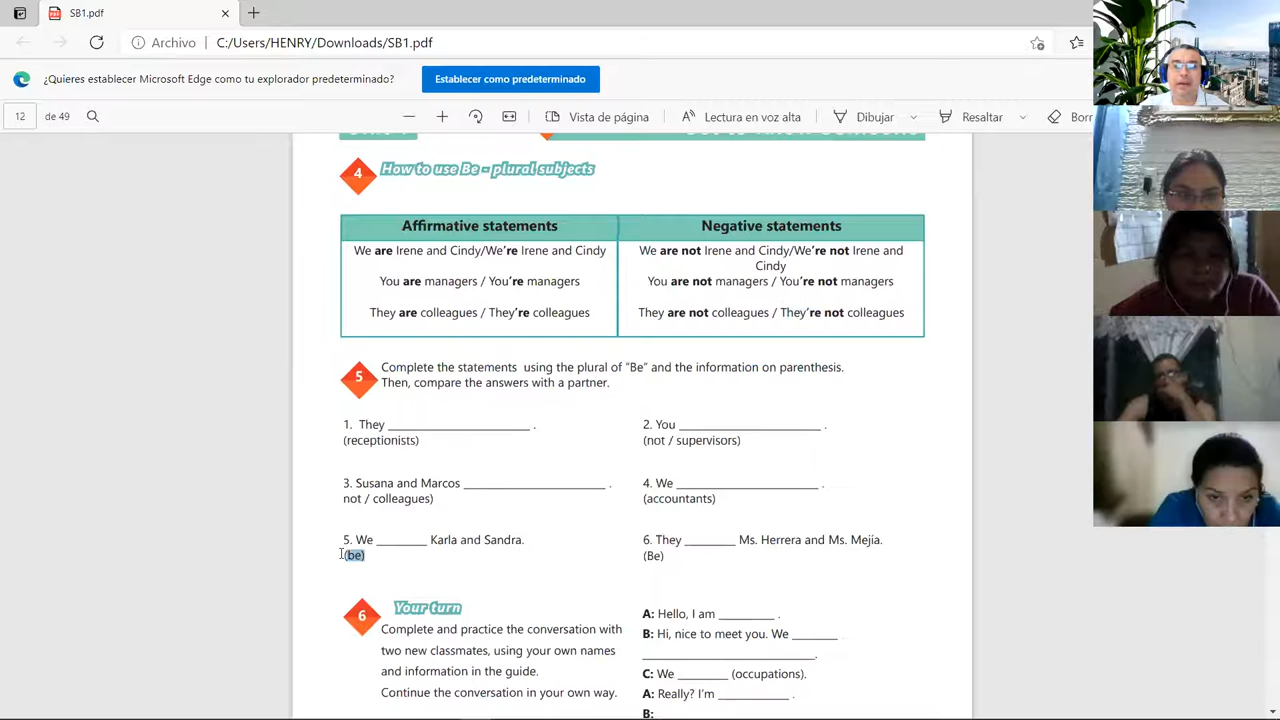 SB1.pdf
Archivo C:/Users/HENRY/Downloads/SB1.pdf
¿Quieres establecer Microsoft Edge como tu explorador predeterminado? Establecer como predeterminado
12 de 49 Vista de página Lectura en voz alta Dibujar Resaltar Borr
4 How to use Be - plural subjects
Affirmative statements Negative statements
We are Irene and Cindy/We're Irene and Cindy We are not Irene and Cindy/We're not Irene and
Cindy
You are managers / You're managers You are not managers / You're not managers
They are colleagues / They're colleagues They are not colleagues / They're not colleagues
5 Complete the statements using the plural of "Be" and the information on parenthesis.
Then, compare the answers with a partner.
1. They ____________________ . 2. You ____________________ .
(receptionists) (not / supervisors)
3. Susana and Marcos ____________________ . 4. We ____________________ .
not / colleagues) (accountants)
5. We ________ Karla and Sandra. 6. They ________ Ms. Herrera and Ms. Mejia.
(be) (Be)
6 Your turn
Complete and practice the conversation with
two new classmates, using your own names
and information in the guide.
Continue the conversation in your own way.
A: Hello, I am ________ .
B: Hi, nice to meet you. We _______
_________________________.
C: We ________ (occupations).
A: Really? I'm ___________ .
B: